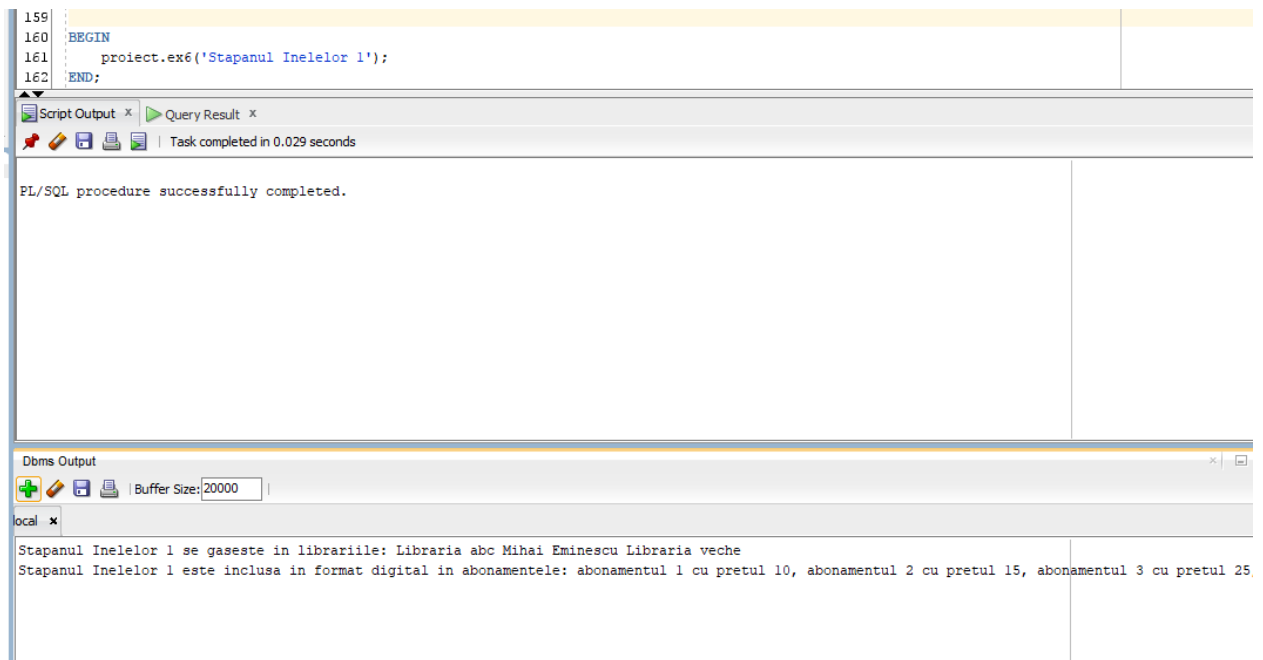 159
160 BEGIN
161 proiect.ex6('Stapanul Inelelor 1');
162 END;
Script Output x Query Result x
Task completed in 0.029 seconds
PL/SQL procedure successfully completed.
Dbms Output
Buffer Size: 20000
local x
Stapanul Inelelor 1 se gaseste in librariile: Libraria abc Mihai Eminescu Libraria veche
Stapanul Inelelor 1 este inclusa in format digital in abonamentele: abonamentul 1 cu pretul 10, abonamentul 2 cu pretul 15, abonamentul 3 cu pretul 25,